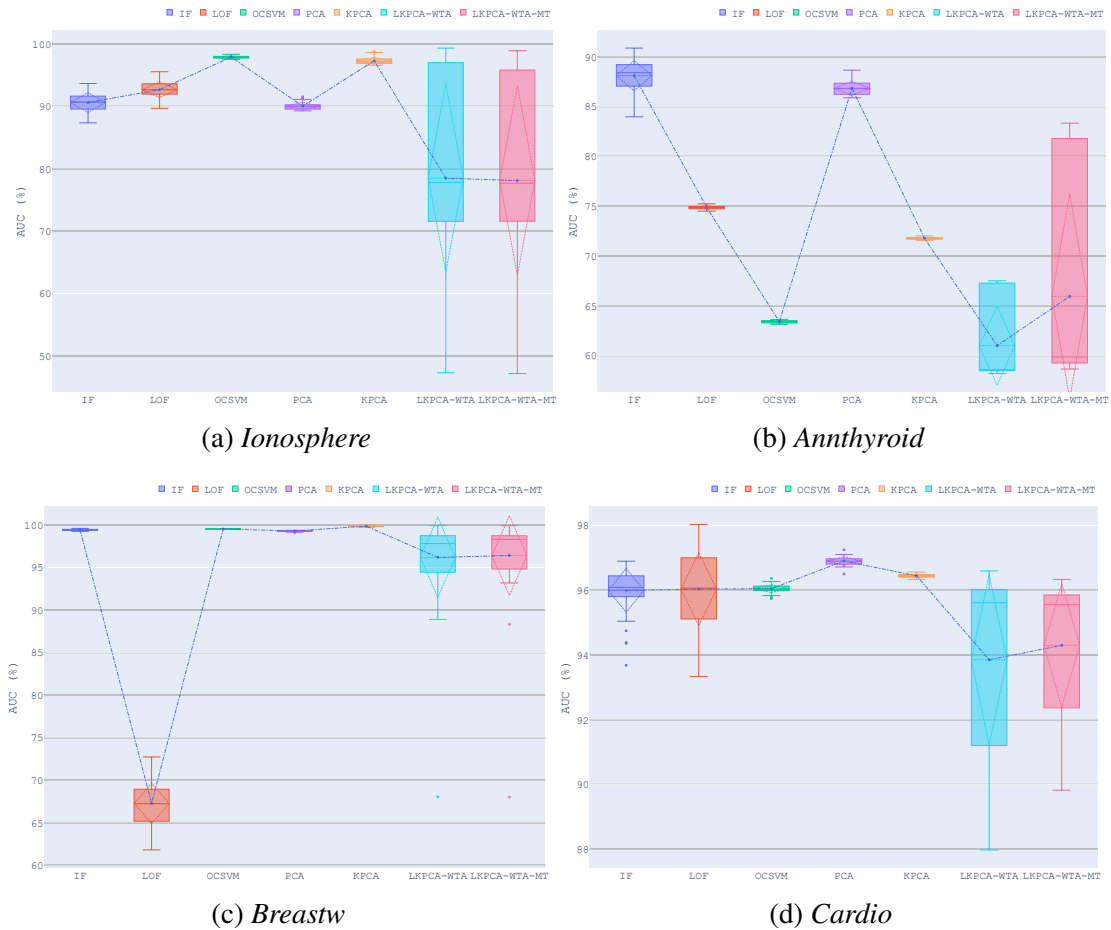 IF LOF OCSVM PCA KPCA LKPCA-WTA LKPCA-WTA-MT
100
90
80
70
60
50
AUC (%)
IF LOF OCSVM PCA KPCA LKPCA-WTA LKPCA-WTA-MT
(a) Ionosphere
IF LOF OCSVM PCA KPCA LKPCA-WTA LKPCA-WTA-MT
90
85
80
75
70
65
60
AUC (%)
IF LOF OCSVM PCA KPCA LKPCA-WTA LKPCA-WTA-MT
(b) Annthyroid
IF LOF OCSVM PCA KPCA LKPCA-WTA LKPCA-WTA-MT
100
95
90
85
80
75
70
65
60
AUC (%)
IF LOF OCSVM PCA KPCA LKPCA-WTA LKPCA-WTA-MT
(c) Breastw
IF LOF OCSVM PCA KPCA LKPCA-WTA LKPCA-WTA-MT
98
96
94
92
90
88
AUC (%)
IF LOF OCSVM PCA KPCA LKPCA-WTA LKPCA-WTA-MT
(d) Cardio